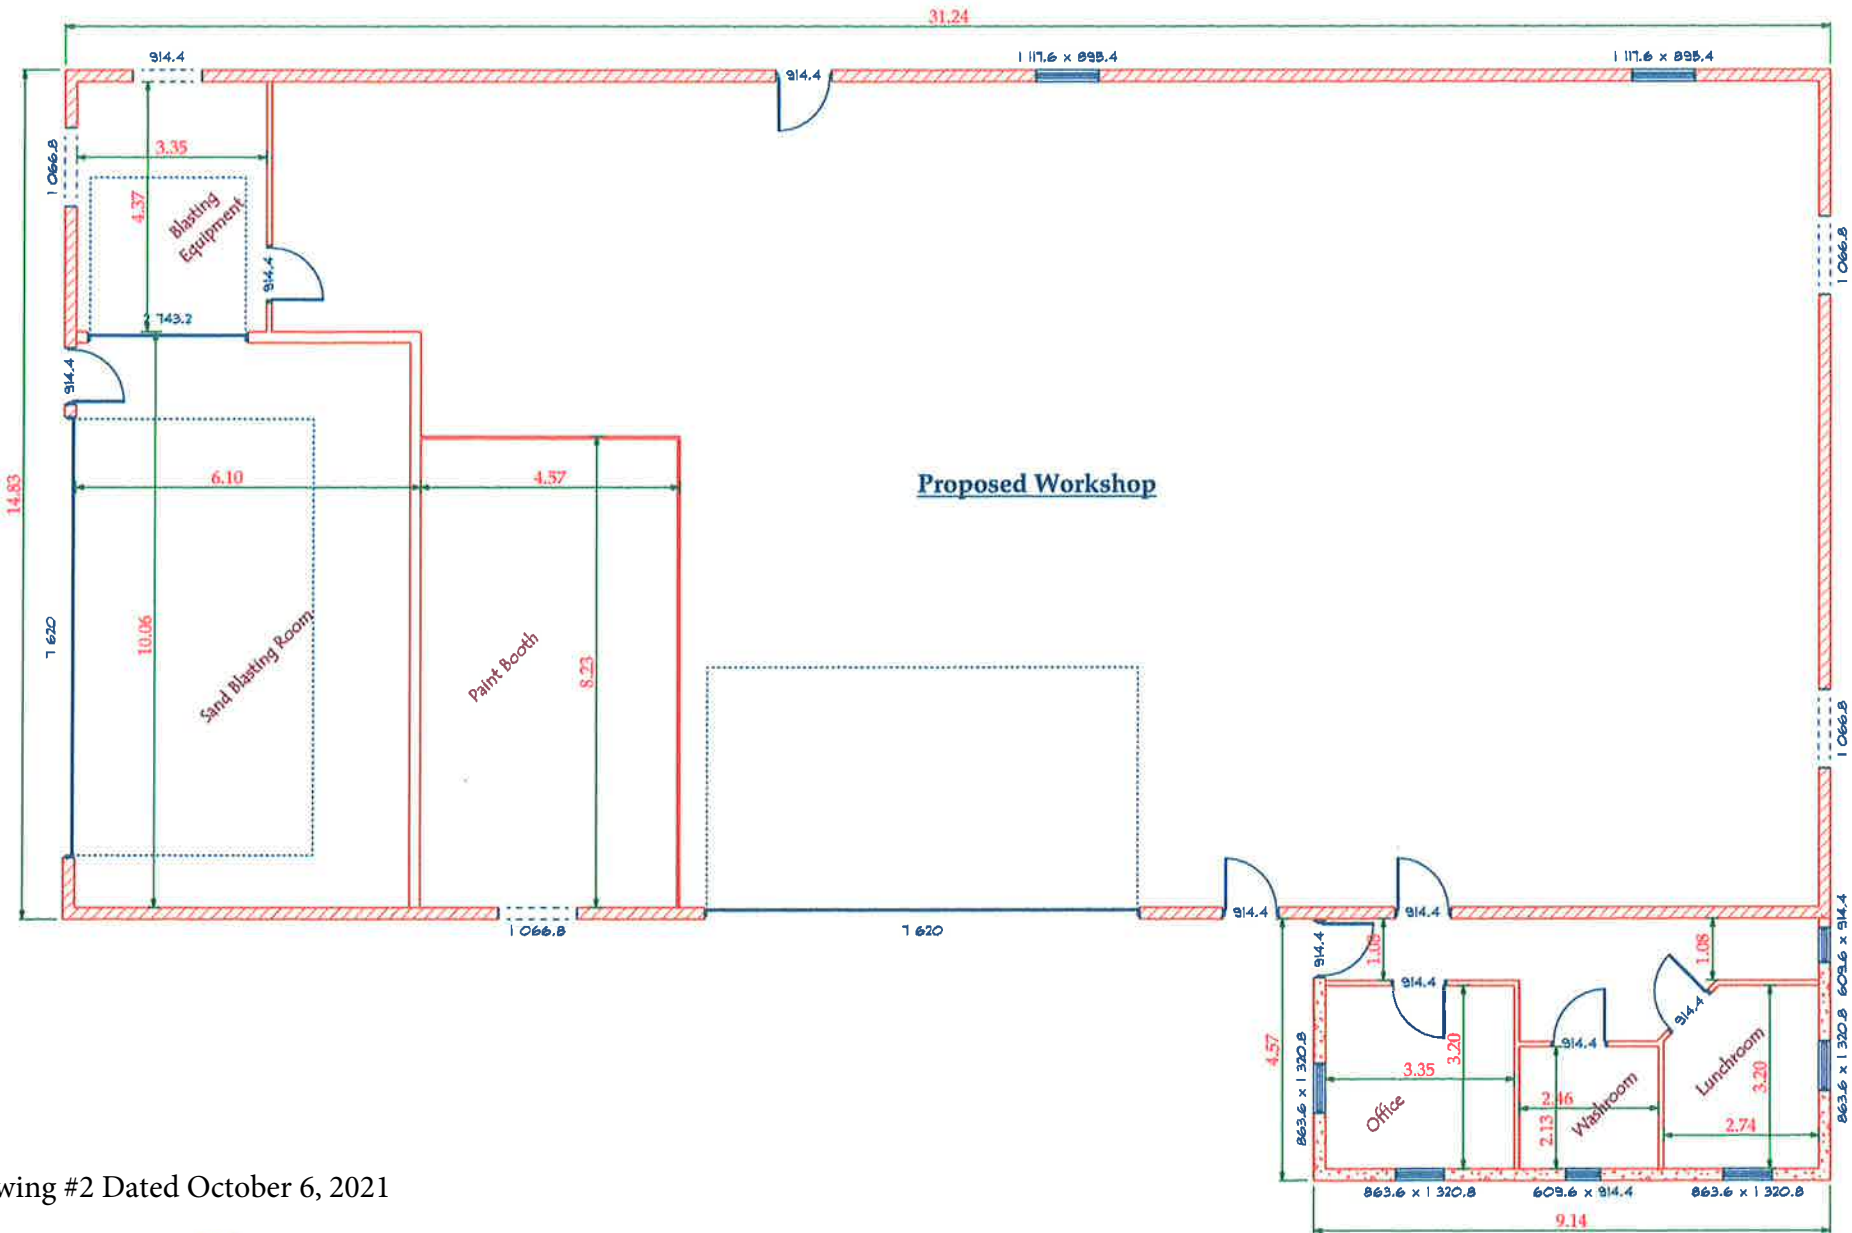 31.24
914.4
1 117.6 x 895.4
1 117.6 x 895.4
914.4
1 066.8
3.35
4.37
Blasting
Equipment
914.4
1 066.8
2 743.2
914.4
14.83
6.10
4.57
Proposed Workshop
7 620
10.06
Sand Blasting Room
Paint Booth
8.23
1 066.8
1 066.8
7 620
914.4
914.4
914.4
1.08
1.08
609.6 x 914.4
914.4
914.4
914.4
4.57
863.6 x 1 320.8
3.35
3.20
Office
2.46
2.13
Washroom
Lunchroom
3.20
2.74
863.6 x 1 320.8
863.6 x 1 320.8
609.6 x 914.4
863.6 x 1 320.8
9.14
wing #2 Dated October 6, 2021